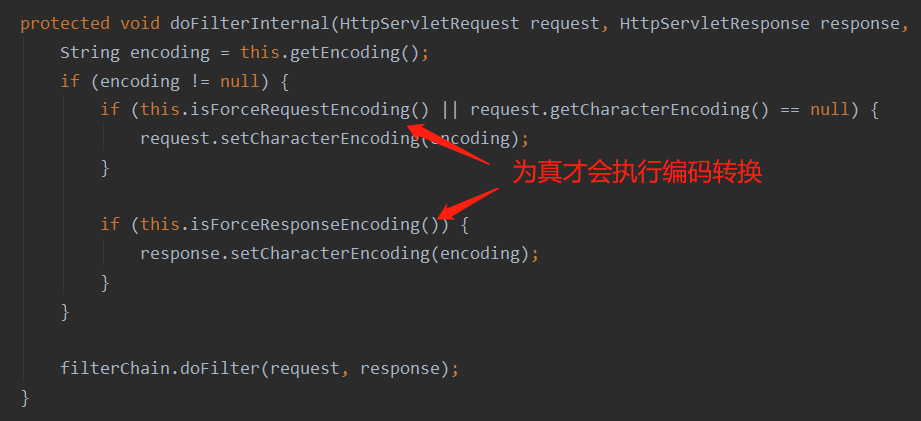 protected void doFilterInternal(HttpServletRequest request, HttpServletResponse response,
String encoding = this.getEncoding();
if (encoding != null) {
if (this.isForceRequestEncoding() || request.getCharacterEncoding() == null) {
request.setCharacterEncoding(encoding);
}
为真才会执行编码转换
if (this.isForceResponseEncoding()) {
response.setCharacterEncoding(encoding);
}
}
filterChain.doFilter(request, response);
}